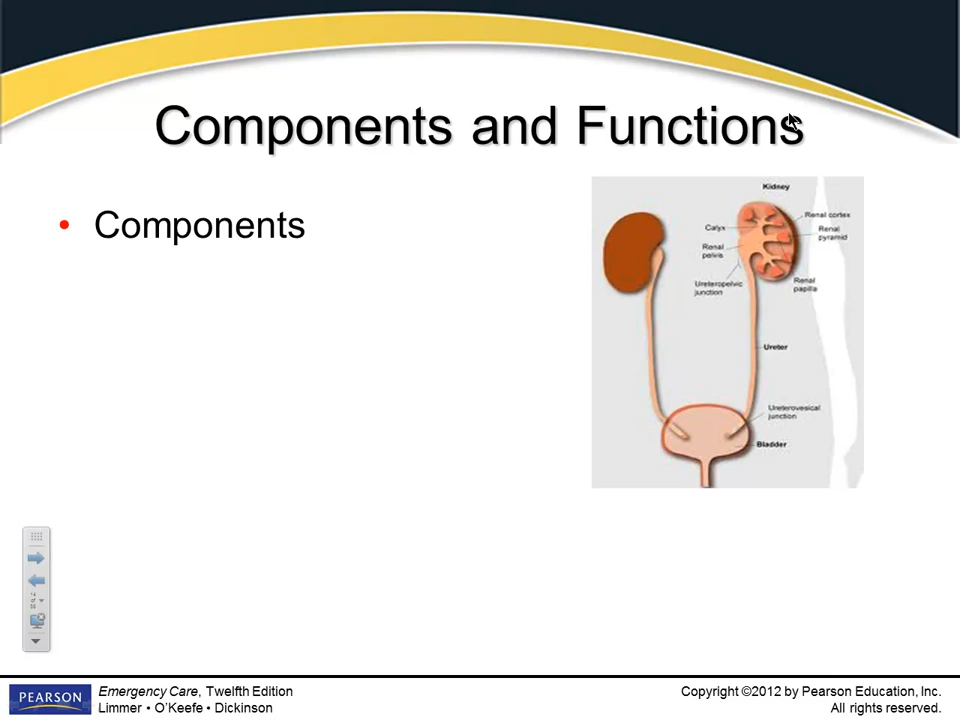 Components and Functions
• Components
Kidney
Renal cortex
Calyx
Renal
pyramid
Renal
pelvis
Ureteropelvic
junction
Renal
papilla
Ureter
Ureterovesical
junction
Bladder
PEARSON
Emergency Care, Twelfth Edition
Limmer • O'Keefe • Dickinson
Copyright ©2012 by Pearson Education, Inc.
All rights reserved.